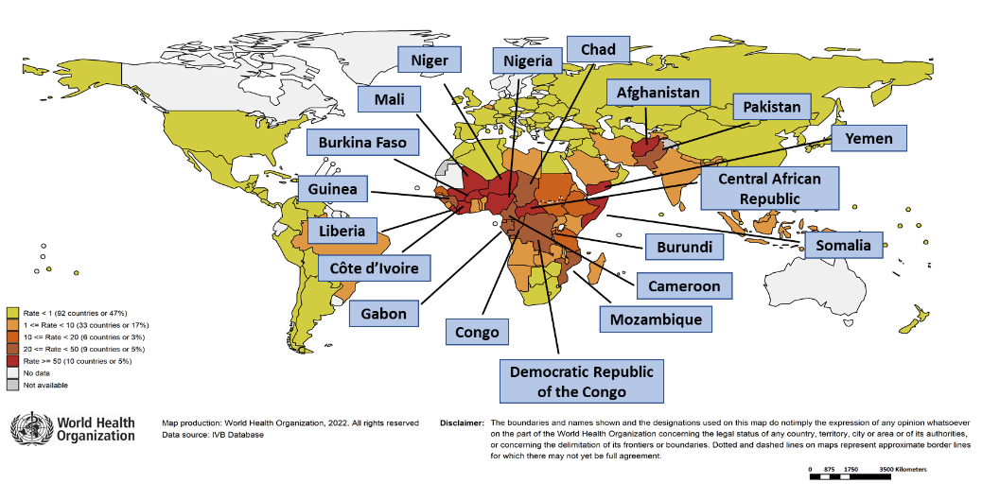 Chad
Niger
Nigeria
Afghanistan
Mali
Pakistan
Yemen
Burkina Faso
Central African
Republic
Guinea
Liberia
Somalia
Burundi
Côte d’Ivoire
Cameroon
Gabon
Mozambique
Congo
Democratic Republic
of the Congo
Rate < 1 (92 countries or 47%)
1 <= Rate < 10 (33 countries or 17%)
10 <= Rate < 20 (6 countries or 3%)
20 <= Rate < 50 (9 countries or 5%)
Rate >= 50 (10 countries or 5%)
No data
Not available
World Health
Organization
Map production: World Health Organization, 2022. All rights reserved
Data source: IVB Database
Disclaimer: The boundaries and names shown and the designations used on this map do notimply the expression of any opinion whatsoever
on the part of the World Health Organization concerning the legal status of any country, territory, city or area or of its authorities,
or concerning the delimitation of its frontiers or boundaries. Dotted and dashed lines on maps represent approximate border lines
for which there may not yet be full agreement.
0 875 1750 3500 Kilometers